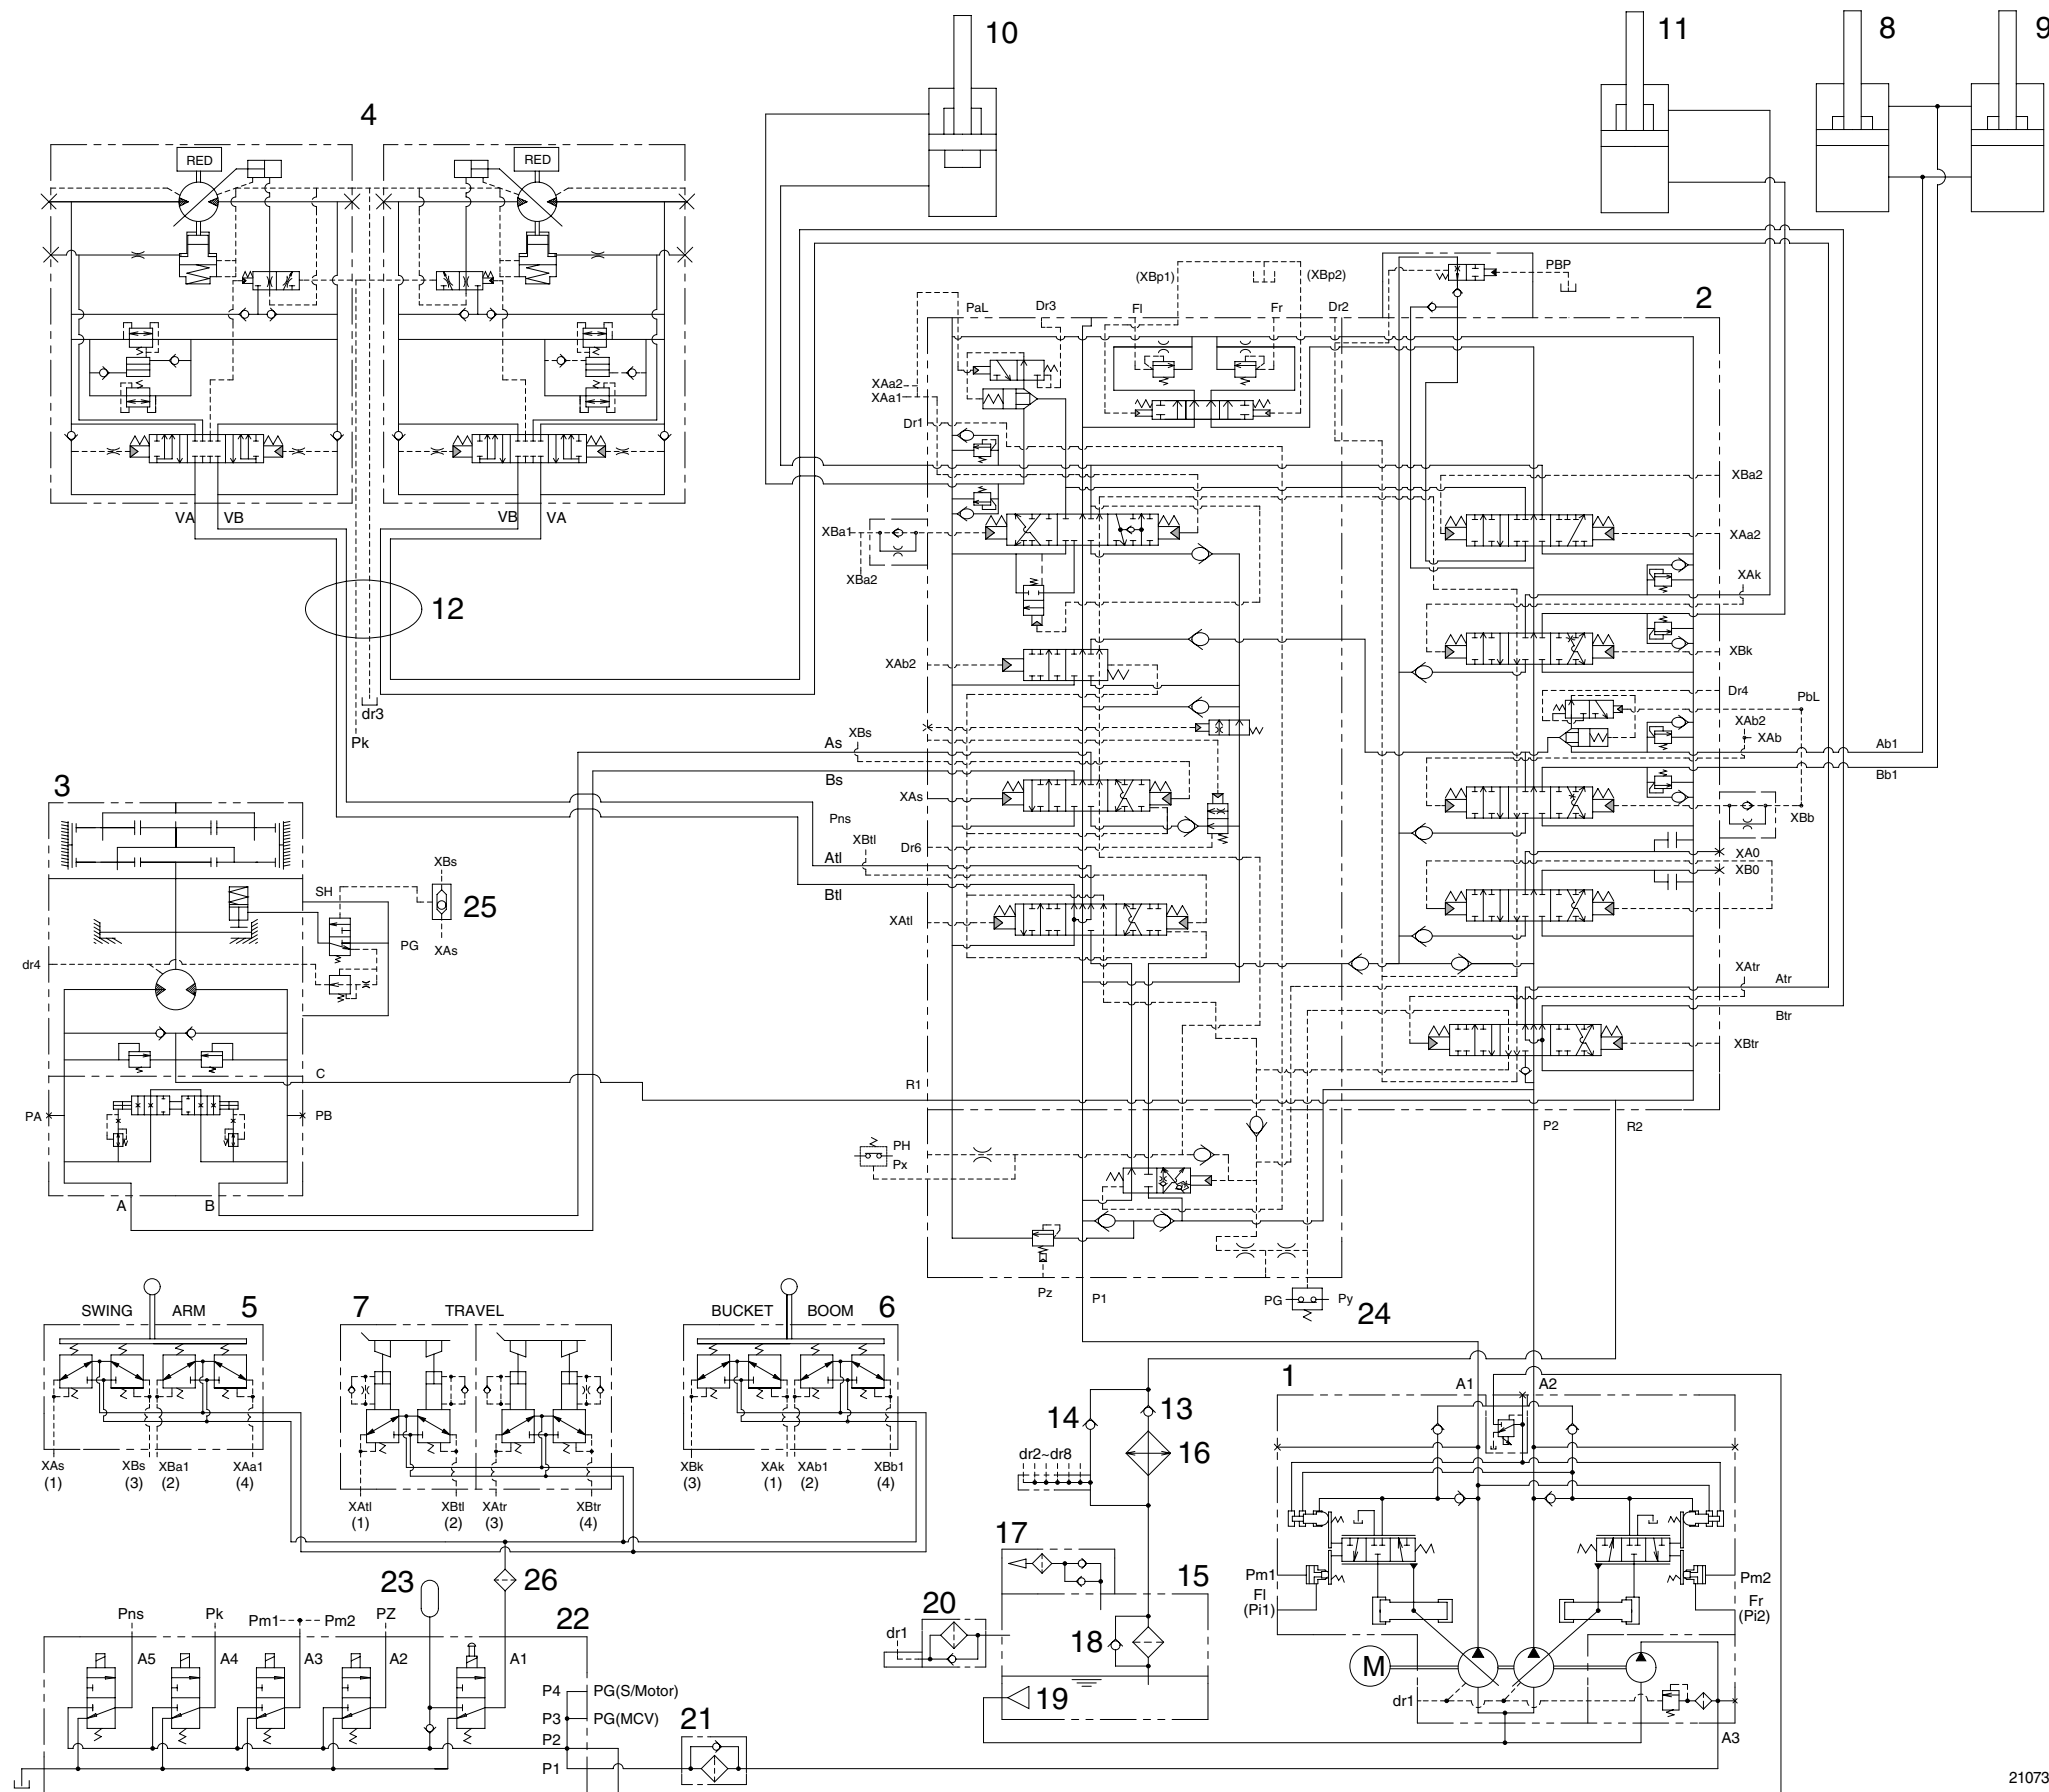 10
11
8
9
4
RED
RED
2
(XBp1)
(XBp2)
PBP
PaL
Dr3
Fl
Fr
Dr2
XAa2
XAa1
Dr1
XBa2
VA
VB
VB
VA
XBa1
XAa2
XBa2
XAk
12
XAb2
XBk
dr3
Dr4
PbL
Pk
XBs
XAb2
XAb
As
Ab1
Bs
Bb1
3
XAs
Pns
XBb
XBtl
Dr6
XA0
Atl
XB0
XBs
Btl
SH
25
XAtl
PG
XAs
dr4
XAtr
Atr
Btr
XBtr
C
R1
PA
PB
P2
R2
PH
Px
A
B
Pz
P1
PG
Py
24
SWING
ARM
5
7
TRAVEL
BUCKET
BOOM
6
1
A1
A2
13
14
dr2~dr8
16
XAs
(1)
XBs
(3)
XBa1
(2)
XAa1
(4)
XBk
(3)
XAk
(1)
XAb1
(2)
XBb1
(4)
XAtl
(1)
XBtl
(2)
XAtr
(3)
XBtr
(4)
17
15
23
26
Pm1
Pm2
Fl
(Pi1)
Fr
(Pi2)
20
Pns
Pk
Pm1
Pm2
PZ
22
dr1
18
A5
A4
A3
A2
A1
M
P4
PG(S/Motor)
19
dr1
P3
PG(MCV)
21
P2
A3
P1
21073